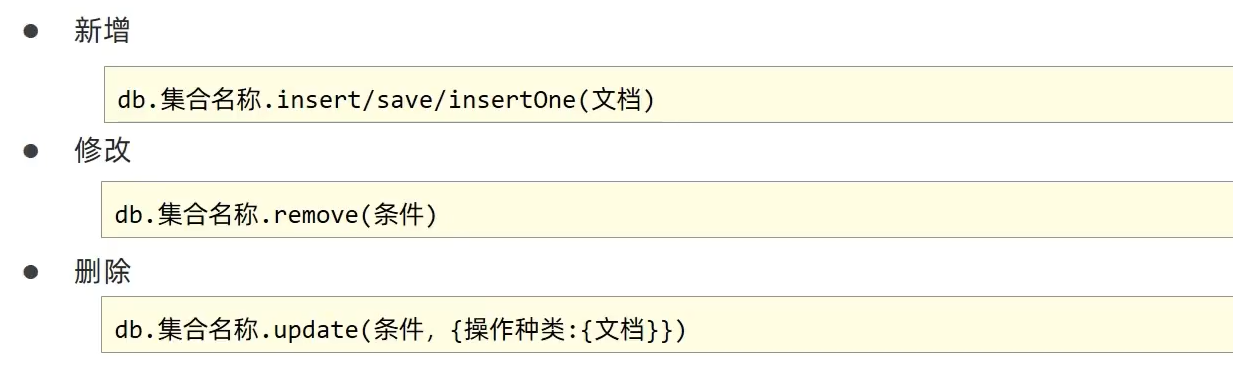 ● 新增
db.集合名称.insert/save/insertOne(文档)
● 修改
db.集合名称.remove(条件)
● 删除
db.集合名称.update(条件, {操作种类:{文档}})